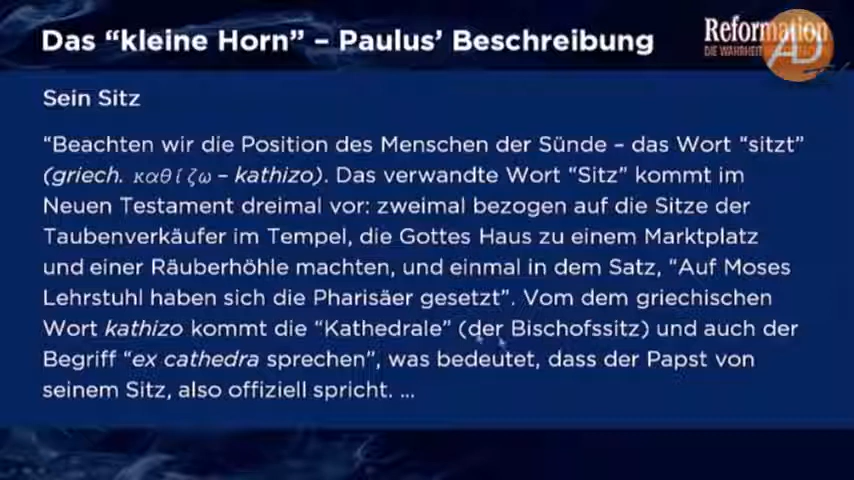 Das “kleine Horn” – Paulus’ Beschreibung
Reformation
DIE WAHRHEIT
Sein Sitz
“Beachten wir die Position des Menschen der Sünde – das Wort “sitzt”
(griech. καθίζω – kathizo). Das verwandte Wort “Sitz” kommt im
Neuen Testament dreimal vor: zweimal bezogen auf die Sitze der
Taubenverkäufer im Tempel, die Gottes Haus zu einem Marktplatz
und einer Räuberhöhle machten, und einmal in dem Satz, “Auf Moses
Lehrstuhl haben sich die Pharisäer gesetzt”. Vom dem griechischen
Wort kathizo kommt die “Kathedrale” (der Bischofssitz) und auch der
Begriff “ex cathedra sprechen”, was bedeutet, dass der Papst von
seinem Sitz, also offiziell spricht. ...